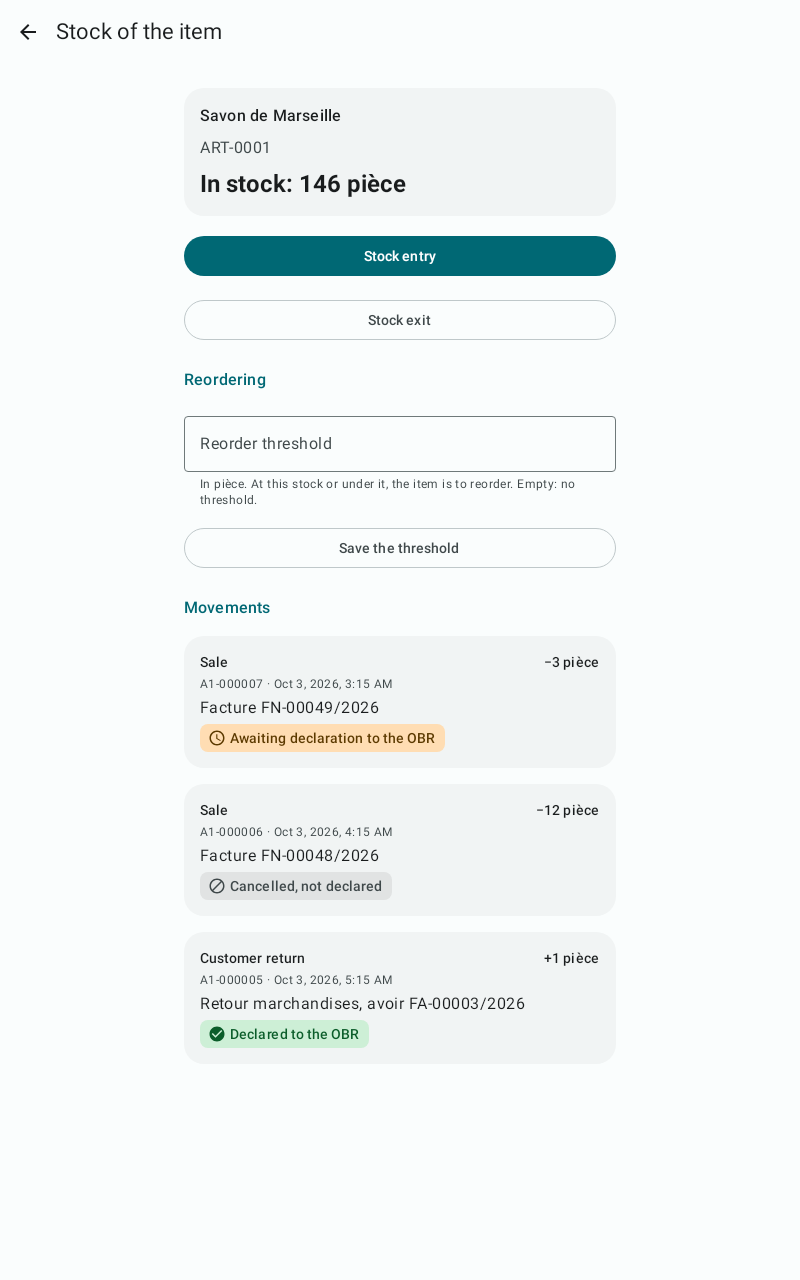 Stock of the item
Savon de Marseille
ART-0001
In stock: 146 pièce
Stock entry
Stock exit
Reordering
Reorder threshold
In pièce. At this stock or under it, the item is to reorder. Empty: no
threshold.
Save the threshold
Movements
Sale −3 pièce
A1-000007 · Oct 3, 2026, 3:15 AM
Facture FN-00049/2026
Awaiting declaration to the OBR
Sale −12 pièce
A1-000006 · Oct 3, 2026, 4:15 AM
Facture FN-00048/2026
Cancelled, not declared
Customer return +1 pièce
A1-000005 · Oct 3, 2026, 5:15 AM
Retour marchandises, avoir FA-00003/2026
Declared to the OBR